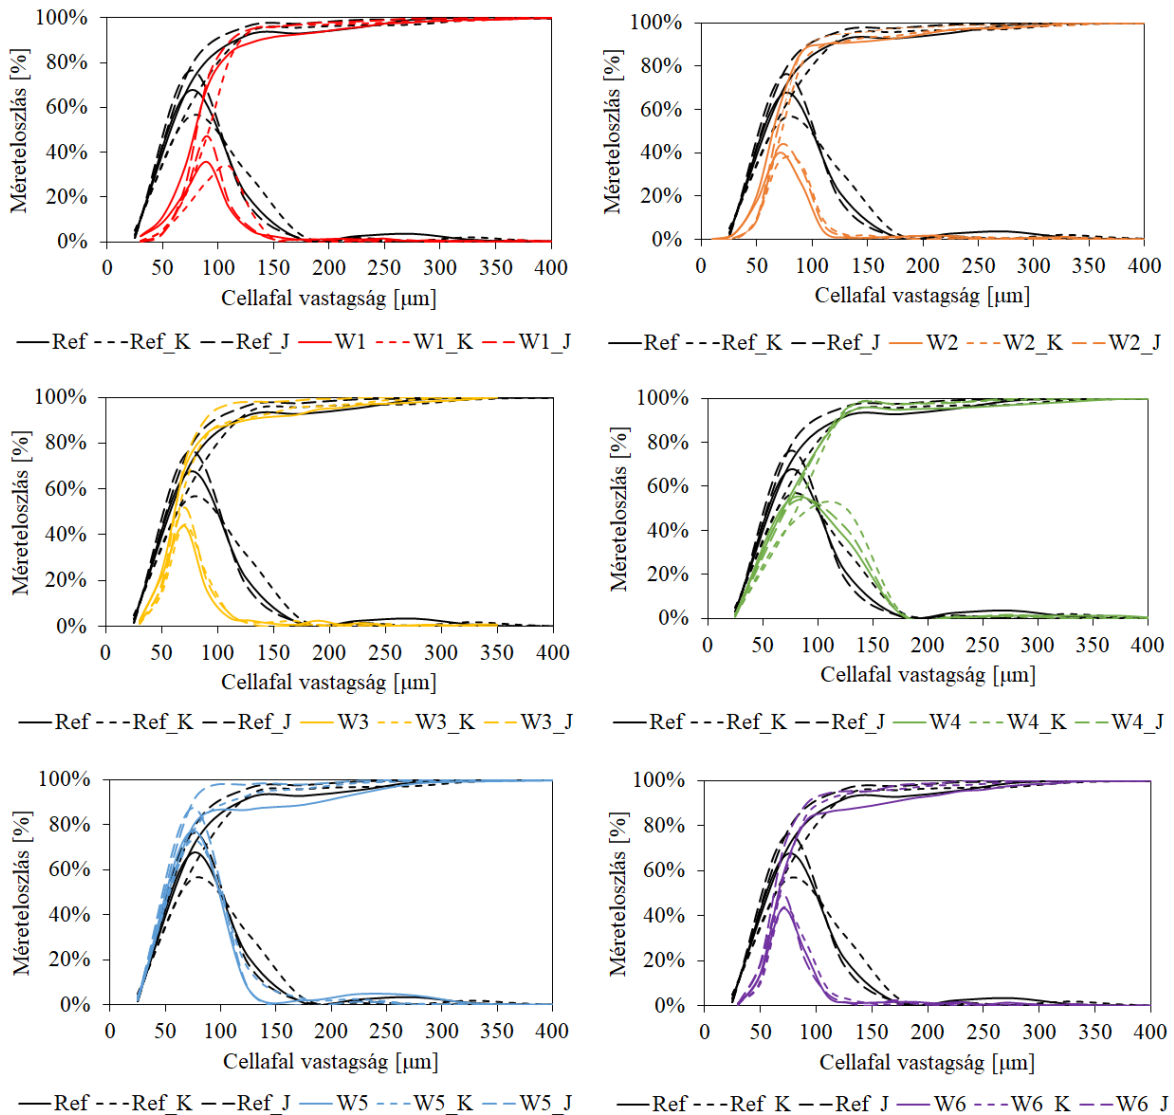 Méreteloszlás [%]
100%
80%
60%
40%
20%
0%
0 50 100 150 200 250 300 350 400
Cellafal vastagság [µm]
Ref Ref_K Ref_J W1 W1_K W1_J
Méreteloszlás [%]
100%
80%
60%
40%
20%
0%
0 50 100 150 200 250 300 350 400
Cellafal vastagság [µm]
Ref Ref_K Ref_J W2 W2_K W2_J
Méreteloszlás [%]
100%
80%
60%
40%
20%
0%
0 50 100 150 200 250 300 350 400
Cellafal vastagság [µm]
Ref Ref_K Ref_J W3 W3_K W3_J
Méreteloszlás [%]
100%
80%
60%
40%
20%
0%
0 50 100 150 200 250 300 350 400
Cellafal vastagság [µm]
Ref Ref_K Ref_J W4 W4_K W4_J
Méreteloszlás [%]
100%
80%
60%
40%
20%
0%
0 50 100 150 200 250 300 350 400
Cellafal vastagság [µm]
Ref Ref_K Ref_J W5 W5_K W5_J
Méreteloszlás [%]
100%
80%
60%
40%
20%
0%
0 50 100 150 200 250 300 350 400
Cellafal vastagság [µm]
Ref Ref_K Ref_J W6 W6_K W6_J